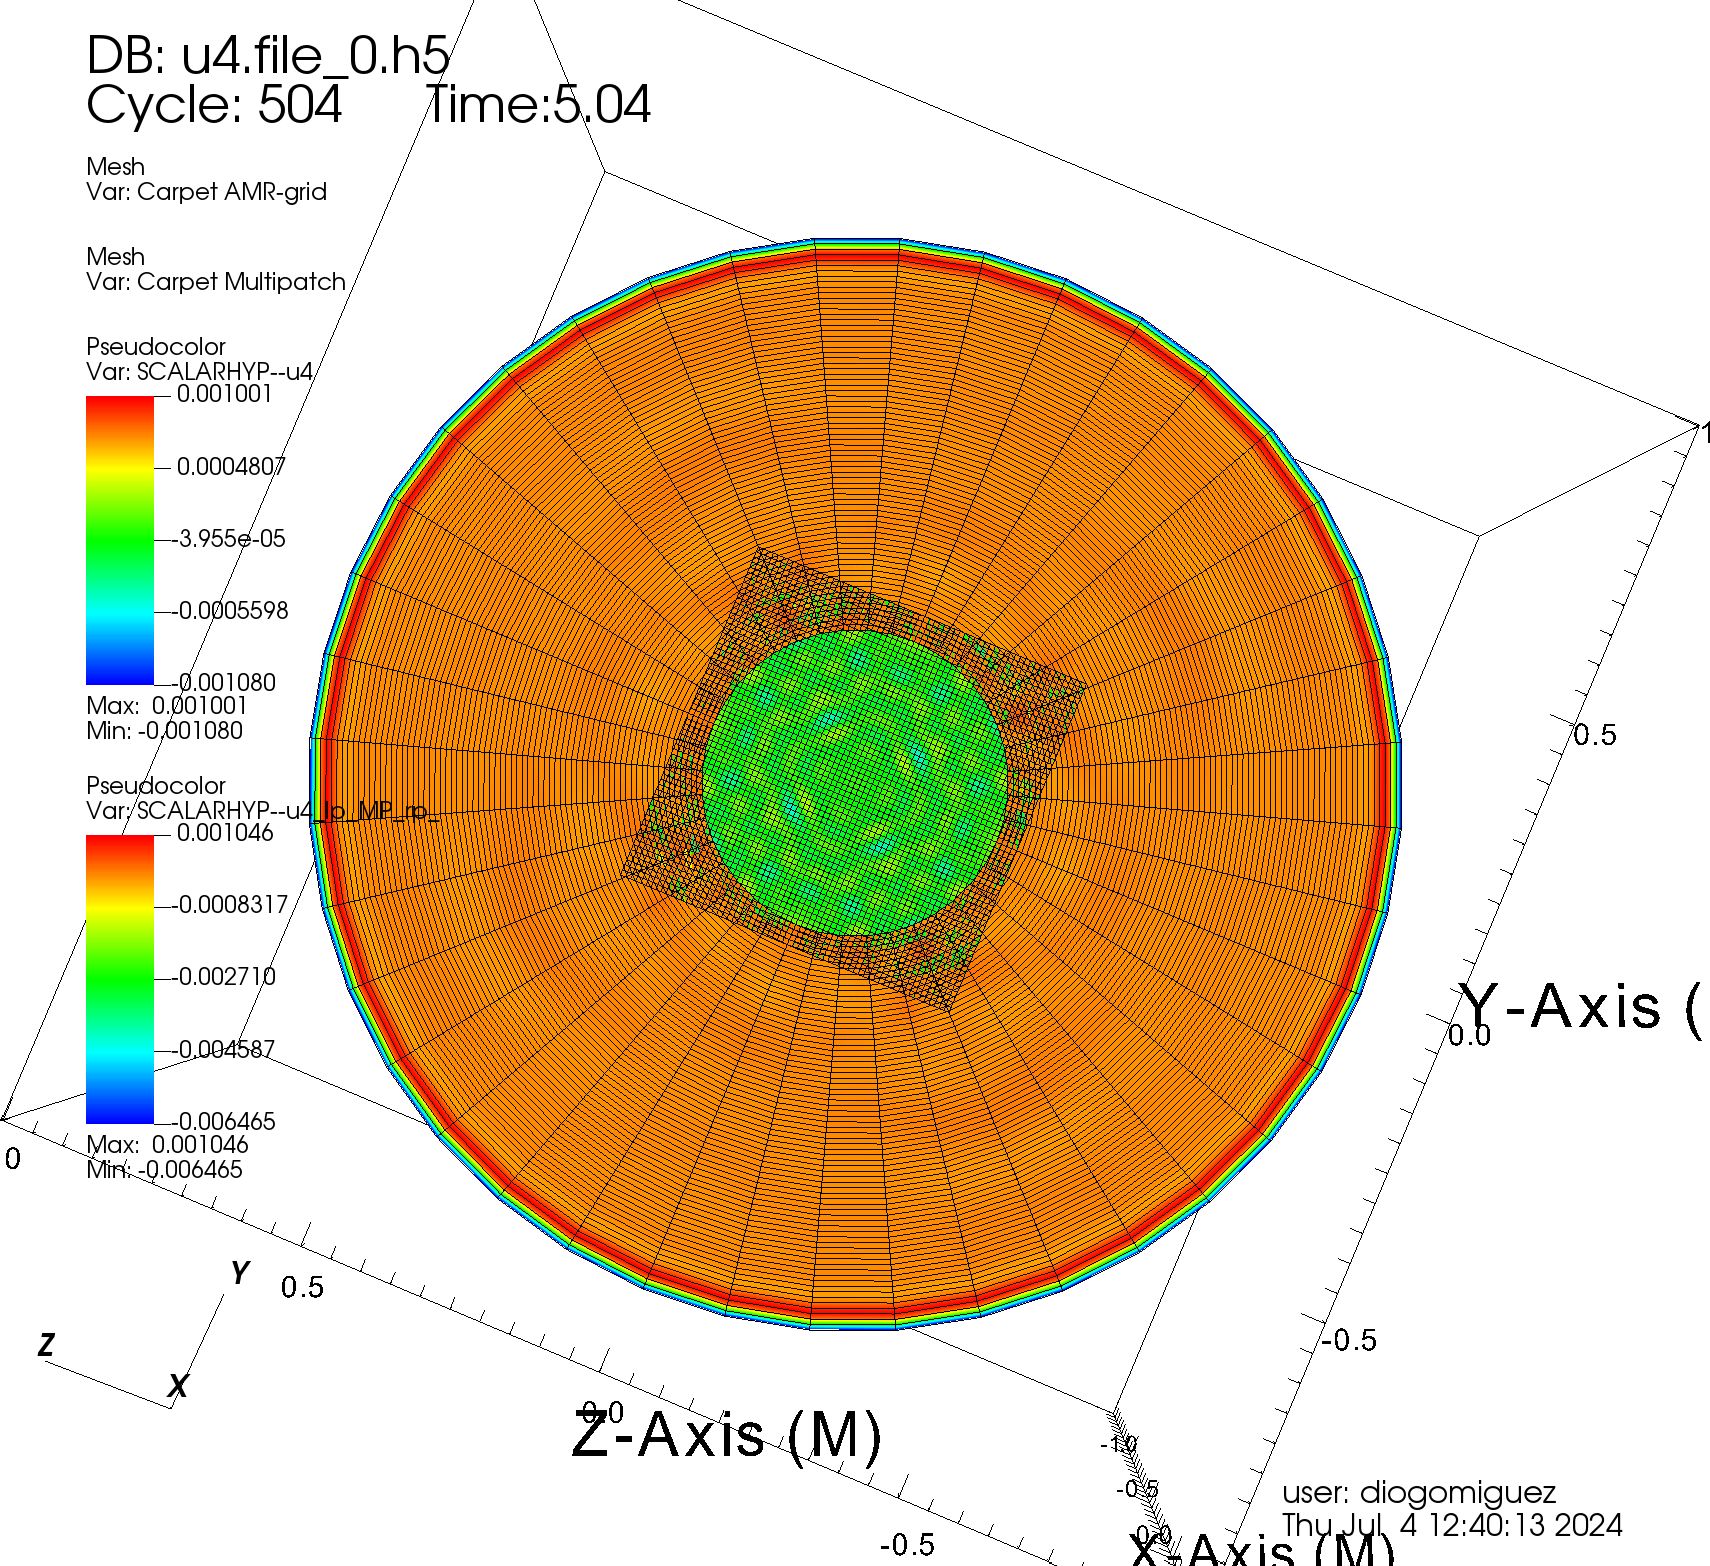 DB: u4.file_0.h5
Cycle: 504 Time:5.04
Mesh
Var: Carpet AMR-grid
Mesh
Var: Carpet Multipatch
Pseudocolor
Var: SCALARHYP--u4
0.001001
0.0004807
-3.955e-05
-0.0005598
-0.001080
Max: 0.001001
Min: -0.001080
Pseudocolor
Var: SCALARHYP--u4_lp_MP_rp_
0.001046
-0.0008317
-0.002710
-0.004587
-0.006465
Max: 0.001046
Min: -0.006465
1
0.5
Y-Axis (
0.0
-0.5
0
0.5
0.0
Z-Axis (M)
-0.5
Y
Z
X
-1.0
-0.5
0.0
X-Axis (M)
user: diogomiguez
Thu Jul 4 12:40:13 2024